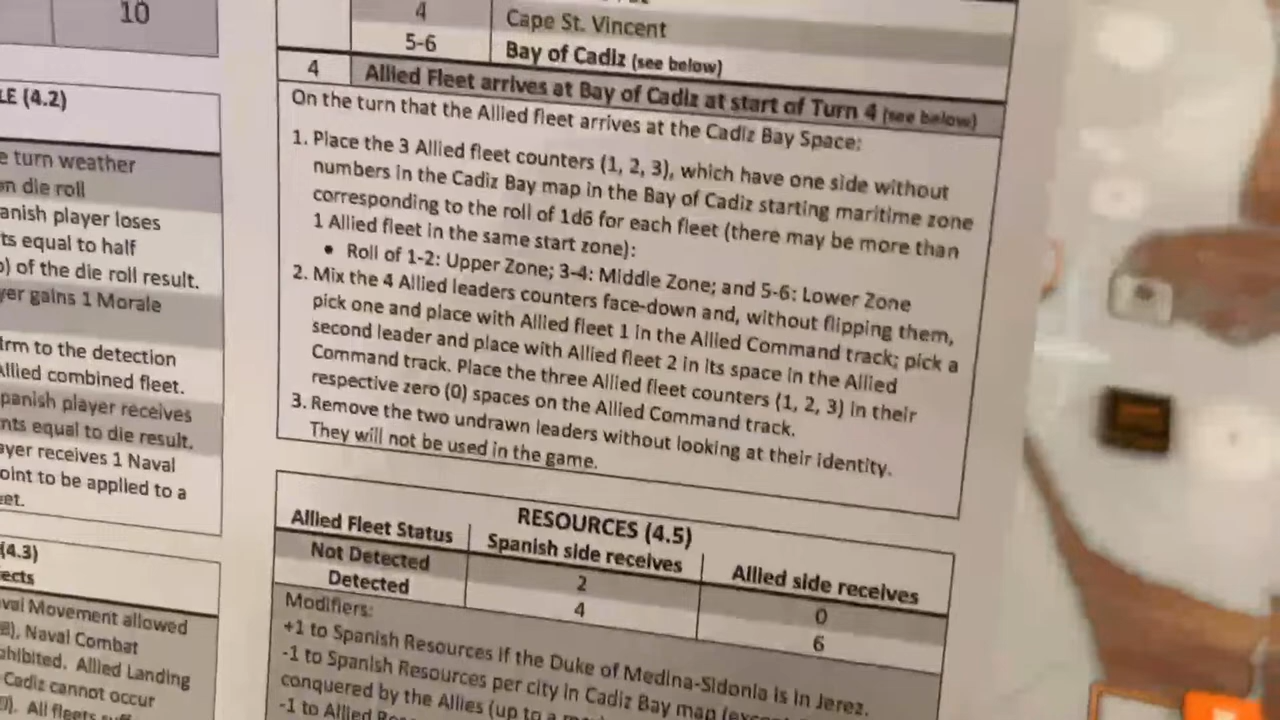 10
4 Cape St. Vincent
5-6 Bay of Cadiz (see below)
4 Allied Fleet arrives at Bay of Cadiz at start of Turn 4 (see below)
On the turn that the Allied fleet arrives at the Cadiz Bay Space:
1. Place the 3 Allied fleet counters (1, 2, 3), which have one side without
numbers in the Cadiz Bay map in the Bay of Cadiz starting maritime zone
corresponding to the roll of 1d6 for each fleet (there may be more than
1 Allied fleet in the same start zone):
• Roll of 1-2: Upper Zone; 3-4: Middle Zone; and 5-6: Lower Zone
2. Mix the 4 Allied leaders counters face-down and, without flipping them,
pick one and place with Allied fleet 1 in the Allied Command track; pick a
second leader and place with Allied fleet 2 in its space in the Allied
Command track. Place the three Allied fleet counters (1, 2, 3) in their
respective zero (0) spaces on the Allied Command track.
3. Remove the two undrawn leaders without looking at their identity.
They will not be used in the game.
RESOURCES (4.5)
Allied Fleet Status Spanish side receives Allied side receives
Not Detected 2 0
Detected 4 6
Modifiers:
+1 to Spanish Resources if the Duke of Medina-Sidonia is in Jerez.
-1 to Spanish Resources per city in Cadiz Bay map
conquered by the Allies (up to a
-1 to Allied
LE (4.2)
e turn weather
on die roll
anish player loses
ts equal to half
) of the die roll result.
yer gains 1 Morale
irm to the detection
Allied combined fleet.
panish player receives
nts equal to die result.
ayer receives 1 Naval
oint to be applied to a
eet.
(4.3)
ects
val Movement allowed
, Naval Combat
ohibited. Allied Landing
Cadiz cannot occur
. All fleets